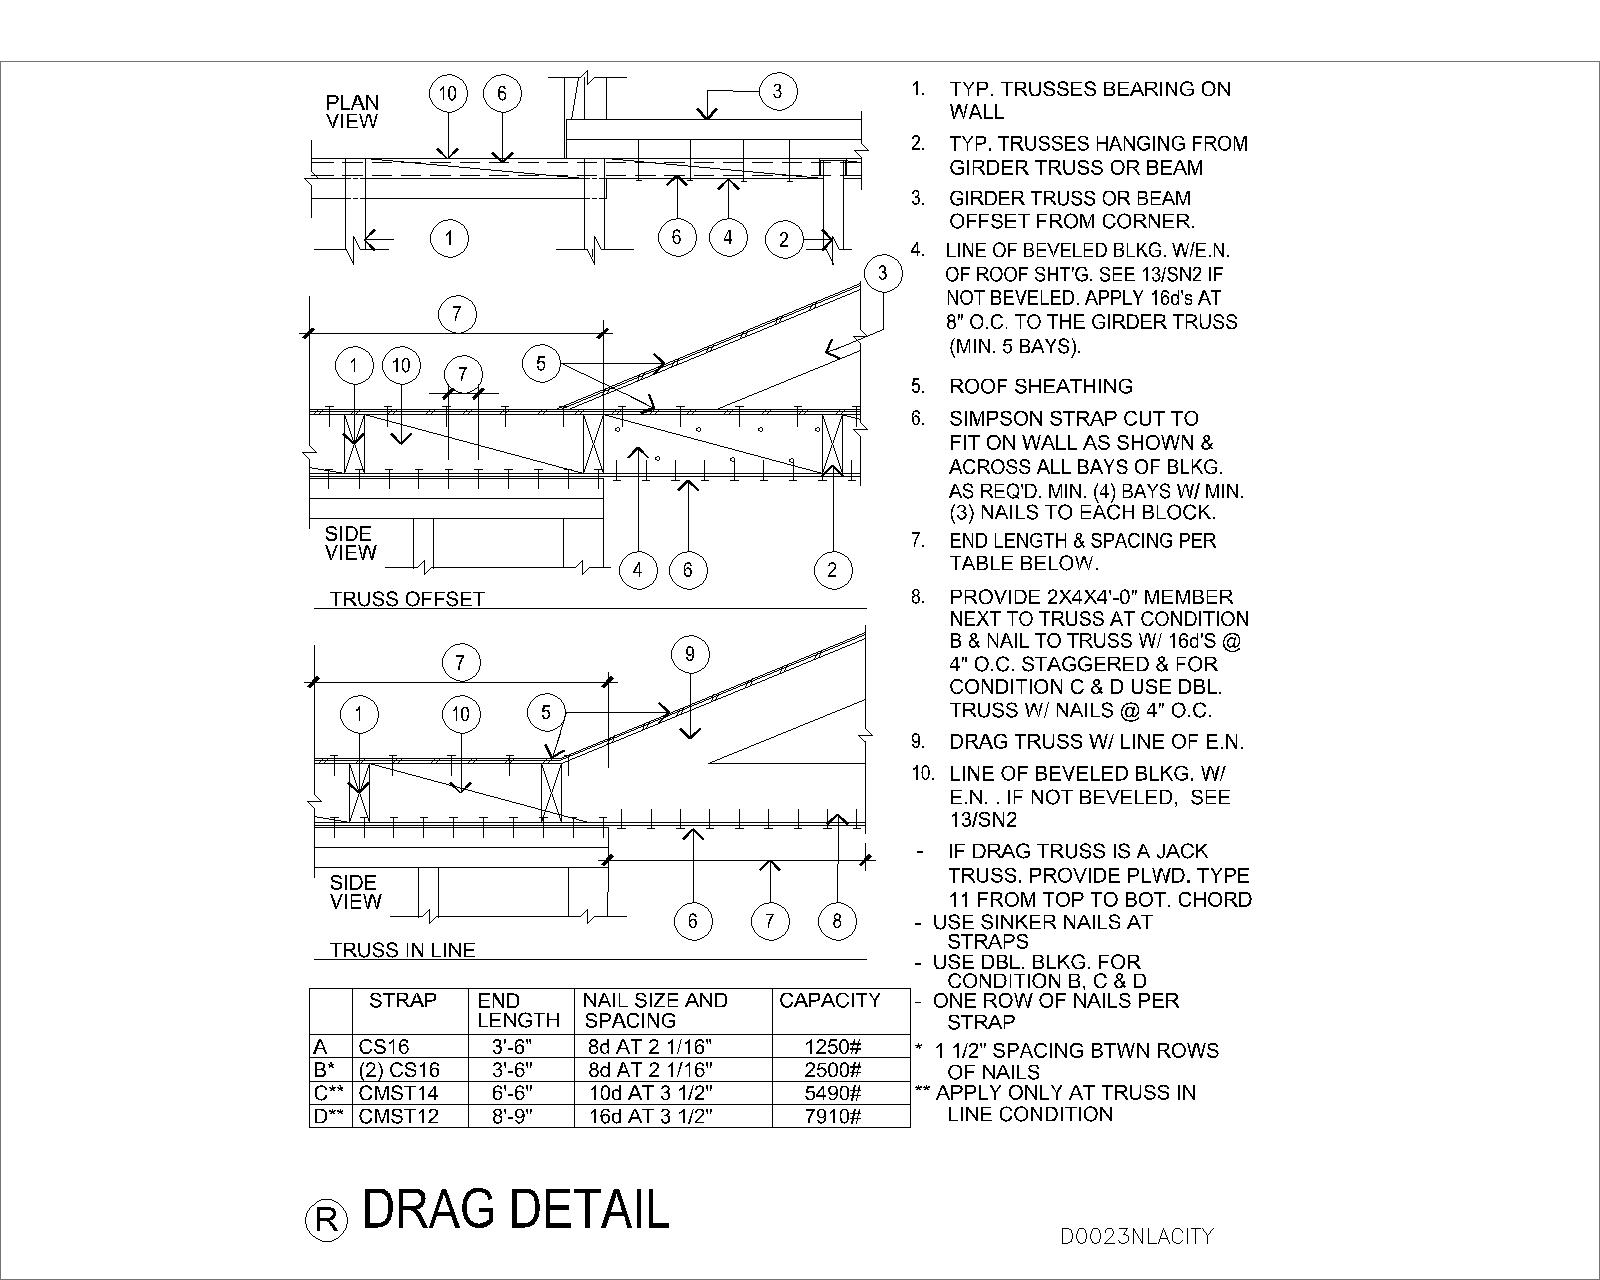 PLAN
VIEW
10
6
3
1
6
4
2
3
7
1
10
7
5
SIDE
VIEW
4
6
2
TRUSS OFFSET
7
9
1
10
5
SIDE
VIEW
6
7
8
TRUSS IN LINE
1. TYP. TRUSSES BEARING ON
WALL
2. TYP. TRUSSES HANGING FROM
GIRDER TRUSS OR BEAM
3. GIRDER TRUSS OR BEAM
OFFSET FROM CORNER.
4. LINE OF BEVELED BLKG. W/E.N.
OF ROOF SHT'G. SEE 13/SN2 IF
NOT BEVELED. APPLY 16d's AT
8" O.C. TO THE GIRDER TRUSS
(MIN. 5 BAYS).
5. ROOF SHEATHING
6. SIMPSON STRAP CUT TO
FIT ON WALL AS SHOWN &
ACROSS ALL BAYS OF BLKG.
AS REQ'D. MIN. (4) BAYS W/ MIN.
(3) NAILS TO EACH BLOCK.
7. END LENGTH & SPACING PER
TABLE BELOW.
8. PROVIDE 2X4X4'-0" MEMBER
NEXT TO TRUSS AT CONDITION
B & NAIL TO TRUSS W/ 16d'S @
4" O.C. STAGGERED & FOR
CONDITION C & D USE DBL.
TRUSS W/ NAILS @ 4" O.C.
9. DRAG TRUSS W/ LINE OF E.N.
10. LINE OF BEVELED BLKG. W/
E.N. . IF NOT BEVELED, SEE
13/SN2
- IF DRAG TRUSS IS A JACK
TRUSS. PROVIDE PLWD. TYPE
11 FROM TOP TO BOT. CHORD
- USE SINKER NAILS AT
STRAPS
- USE DBL. BLKG. FOR
CONDITION B, C & D
- ONE ROW OF NAILS PER
STRAP
* 1 1/2" SPACING BTWN ROWS
OF NAILS
** APPLY ONLY AT TRUSS IN
LINE CONDITION
STRAP END LENGTH NAIL SIZE AND SPACING CAPACITY
A CS16 3'-6" 8d AT 2 1/16" 1250#
B* (2) CS16 3'-6" 8d AT 2 1/16" 2500#
C** CMST14 6'-6" 10d AT 3 1/2" 5490#
D** CMST12 8'-9" 16d AT 3 1/2" 7910#
R DRAG DETAIL
D0023NLACITY